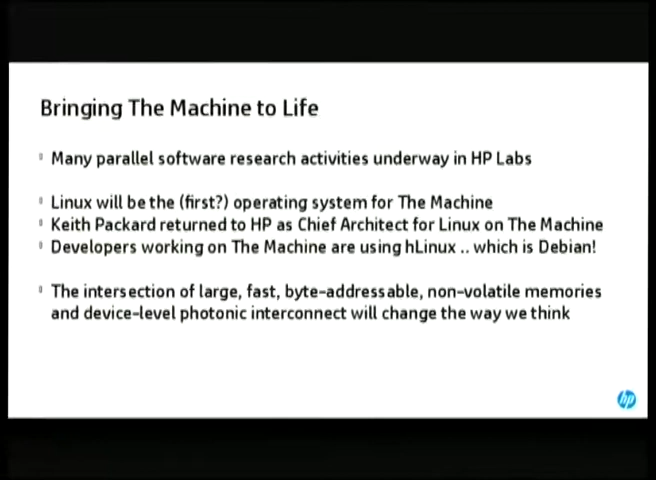 Bringing The Machine to Life
Many parallel software research activities underway in HP Labs
Linux will be the (first?) operating system for The Machine
Keith Packard returned to HP as Chief Architect for Linux on The Machine
Developers working on The Machine are using hLinux .. which is Debian!
The intersection of large, fast, byte-addressable, non-volatile memories
and device-level photonic interconnect will change the way we think
hp